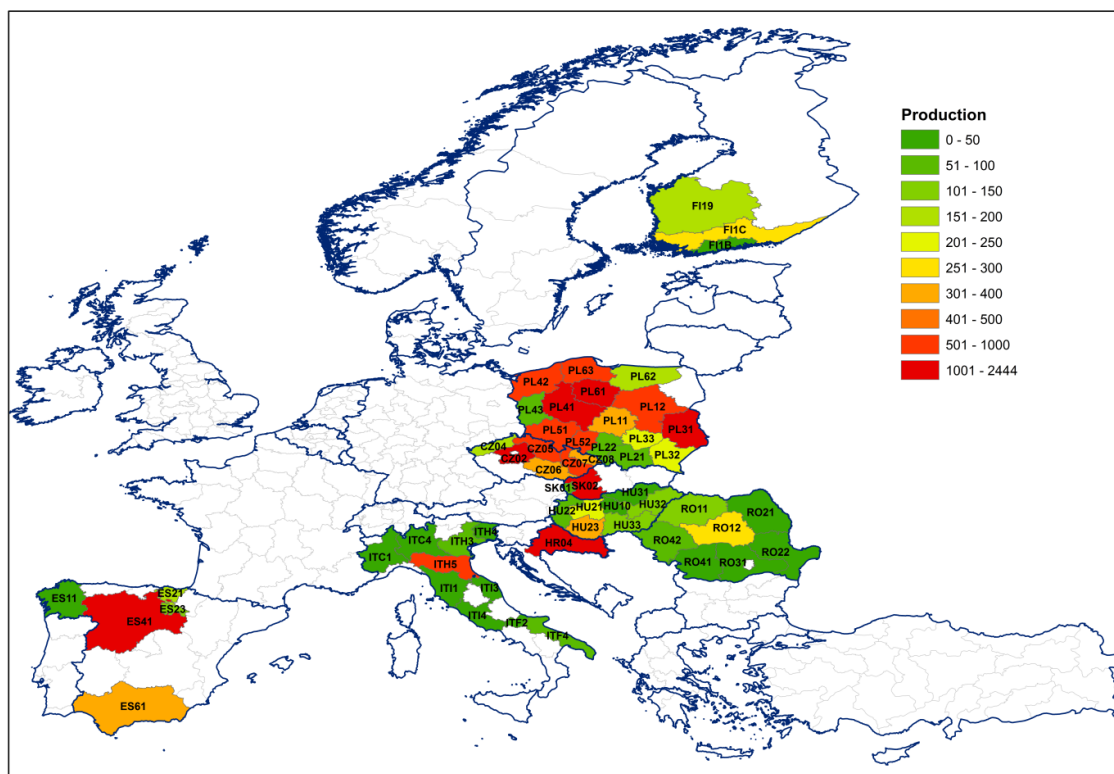 Production
0 - 50
51 - 100
101 - 150
151 - 200
201 - 250
251 - 300
301 - 400
401 - 500
501 - 1000
1001 - 2444
FI19
FI1C
FI1B
PL63
PL42
PL62
PL61
PL43
PL41
PL12
PL11
PL31
PL51
PL52
PL33
PL22
PL21
PL32
CZ04
CZ05
CZ02
CZ07
CZ08
CZ06
SK02
SK01
HU31
HU21
HU10
HU32
HU22
HU23
HU33
RO11
RO21
RO12
RO42
RO22
RO41
RO31
HR04
ITH4
ITC4
ITH3
ITC1
ITH5
ITI1
ITI3
ITI4
ITF2
ITF4
ES11
ES21
ES23
ES41
ES61